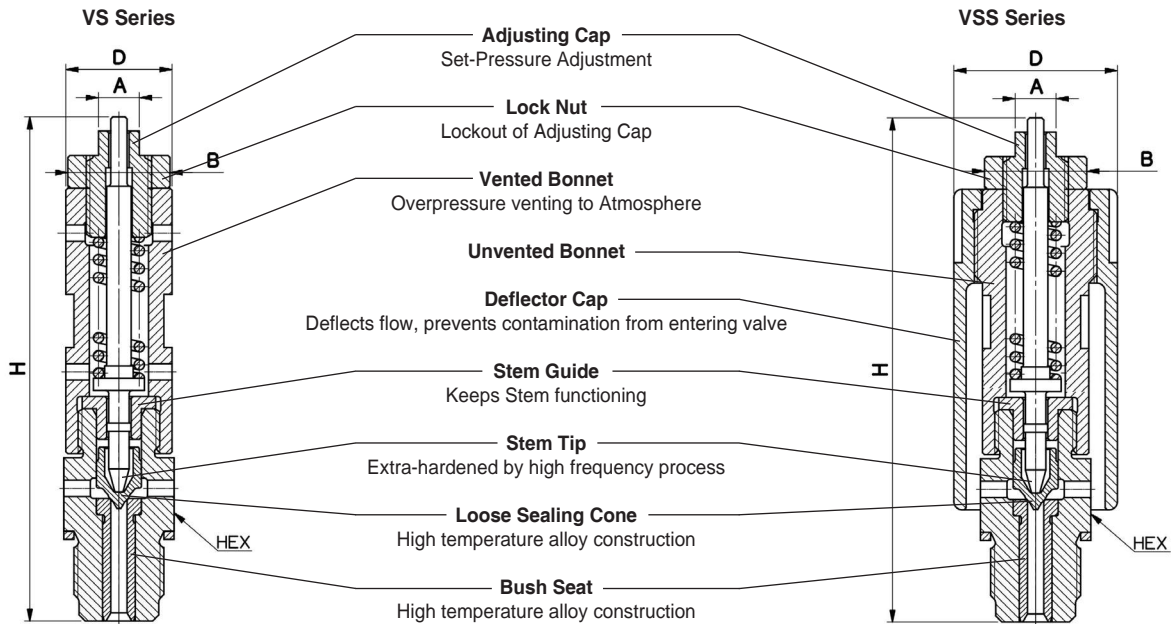 VS Series
VSS Series
D
A
B
H
HEX
Adjusting Cap
Set-Pressure Adjustment
Lock Nut
Lockout of Adjusting Cap
Vented Bonnet
Overpressure venting to Atmosphere
Unvented Bonnet
Deflector Cap
Deflects flow, prevents contamination from entering valve
Stem Guide
Keeps Stem functioning
Stem Tip
Extra-hardened by high frequency process
Loose Sealing Cone
High temperature alloy construction
Bush Seat
High temperature alloy construction
D
A
B
H
HEX